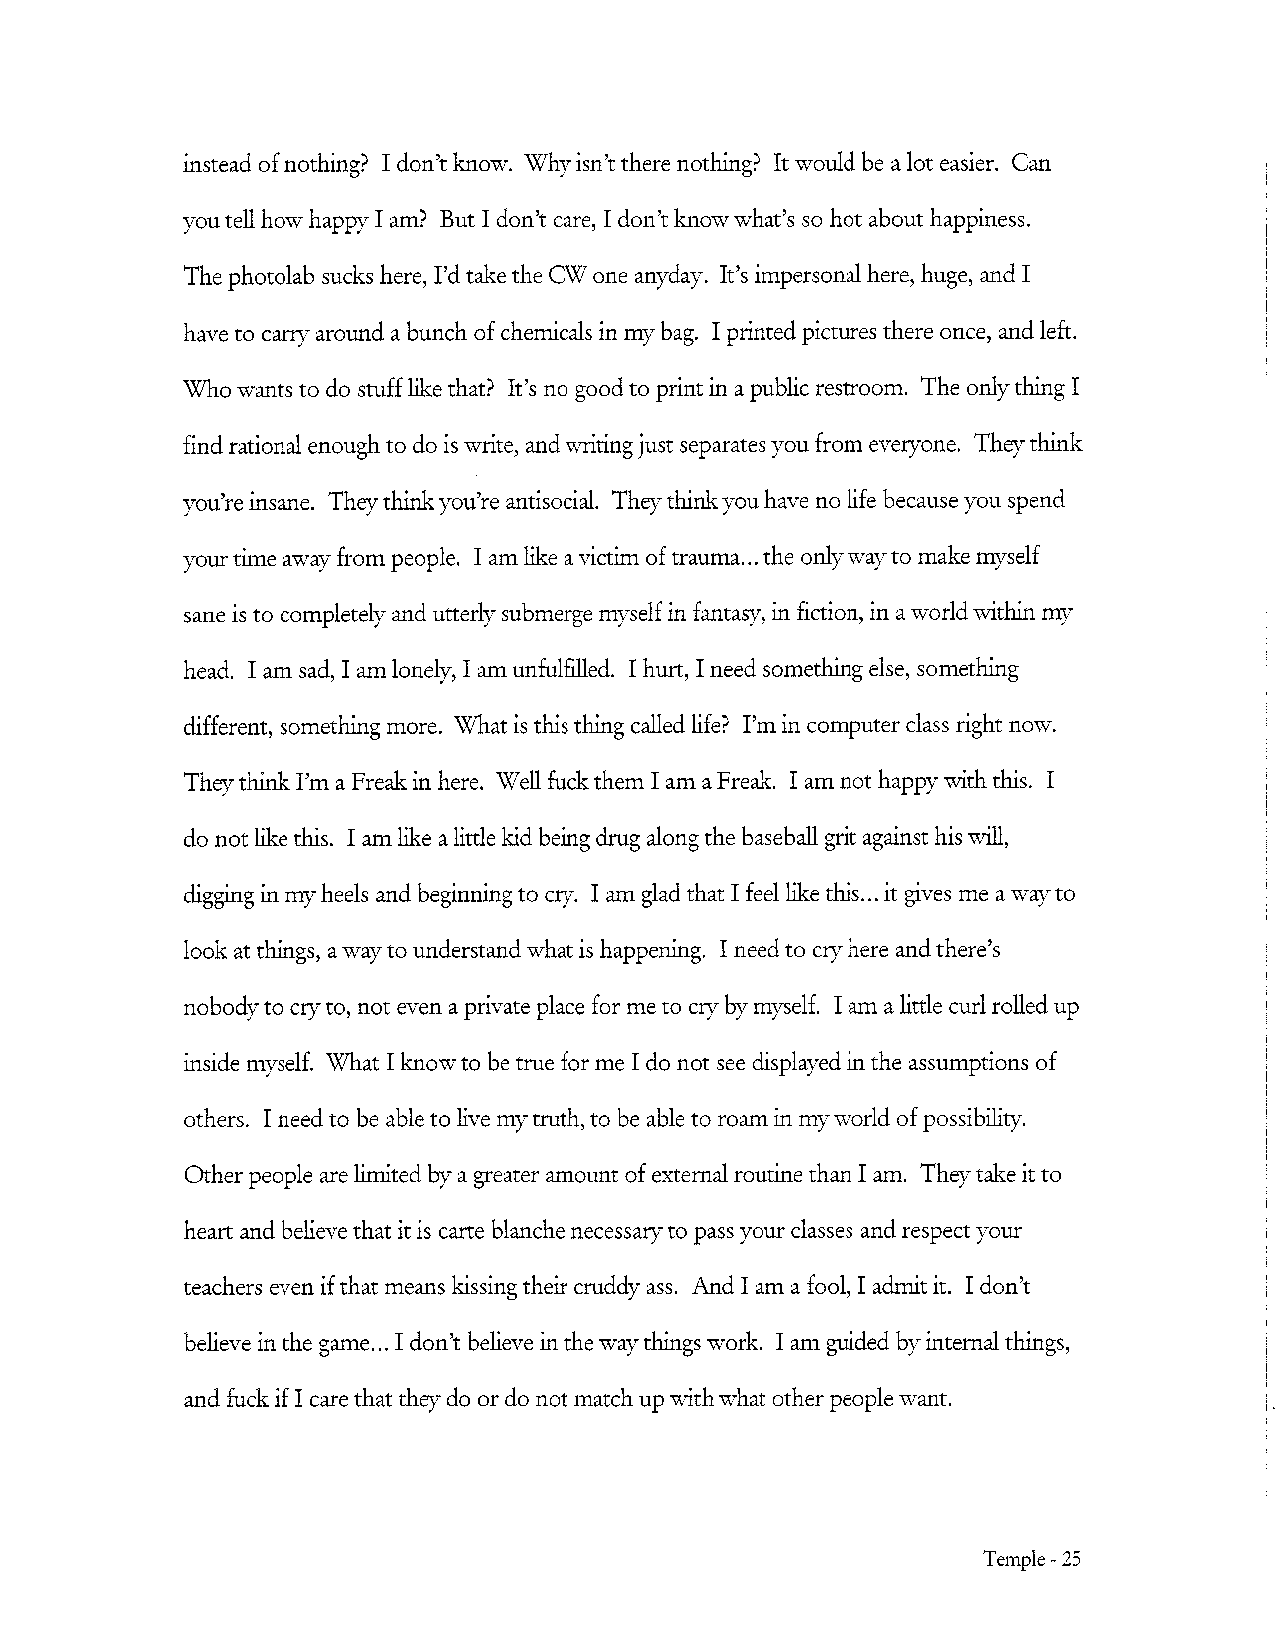 instead of nothing? I don't know. Why isn't there nothing? It would be a lot easier. Can
you tell how happy I am? But I don't care, I don't know what's so hot about happiness.
The photolab sucks here, I'd take the CW one anyday. It's impersonal here, huge, and I
have to carry around a bunch of chemicals in my bag. I printed pictures there once, and left.
Who wants to do stuff like that? It's no good to print in a public restroom. The only thing I
find rational enough to do is write, and writing just separates you from everyone. They think
you're insane. They think you're antisocial. They think you have no life because you spend
your time away from people. I am like a victim of trauma... the only way to make myself
sane is to completely and utterly submerge myself in fantasy, in fiction, in a world within my
head. I am sad, I am lonely, I am unfulfilled. I hurt, I need something else, something
different, something more. What is this thing called life? I'm in computer class right now.
They think I'm a Freak in here. Well fuck them I am a Freak. I am not happy with this. I
do not like this. I am like a little kid being drug along the baseball grit against his will,
digging in my heels and beginning to cry. I am glad that I feel like this... it gives me a way to
look at things, a way to understand what is happening. I need to cry here and there's
nobody to cry to, not even a private place for me to cry by myself. I am a little curl rolled up
inside myself. What I know to be true for me I do not see displayed in the assumptions of
others. I need to be able to live my truth, to be able to roam in my world of possibility.
Other people are limited by a greater amount of external routine than I am. They take it to
heart and believe that it is carte blanche necessary to pass your classes and respect your
teachers even if that means kissing their cruddy ass. And I am a fool, I admit it. I don't
believe in the game... I don't believe in the way things work. I am guided by internal things,
and fuck if I care that they do or do not match up with what other people want.
Temple - 25